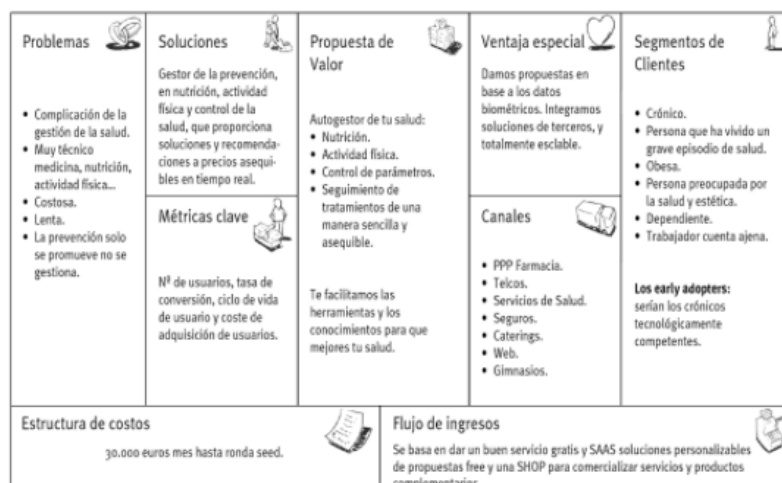 Problemas
• Complicación de la
gestión de la salud.
• Muy técnico
medicina, nutrición,
actividad física...
• Costosa.
• Lenta.
• La prevención solo
se promueve no se
gestiona.
Soluciones
Gestor de la prevención,
en nutrición, actividad
física y control de la
salud, que proporciona
soluciones y recomenda-
ciones a precios asequi-
bles en tiempo real.
Métricas clave
Nº de usuarios, tasa de
conversión, ciclo de vida
de usuario y coste de
adquisición de usuarios.
Propuesta de
Valor
Autogestor de tu salud:
• Nutrición.
• Actividad física.
• Control de parámetros.
• Seguimiento de
tratamientos de una
manera sencilla y
asequible.
Te facilitamos las
herramientas y los
conocimientos para que
mejores tu salud.
Ventaja especial
Damos propuestas en
base a los datos
biométricos. Integramos
soluciones de terceros, y
totalmente esclable.
Canales
• PPP Farmacia.
• Telcos.
• Servicios de Salud.
• Seguros.
• Caterings.
• Web.
• Gimnasios.
Segmentos de
Clientes
• Crónico.
• Persona que ha vivido un
grave episodio de salud.
• Obesa.
• Persona preocupada por
la salud y estética.
• Dependiente.
• Trabajador cuenta ajena.
Los early adopters:
serían los crónicos
tecnológicamente
competentes.
Estructura de costos
30.000 euros mes hasta ronda seed.
Flujo de ingresos
Se basa en dar un buen servicio gratis y SAAS soluciones personalizables
de propuestas free y una SHOP para comercializar servicios y productos
complementarios